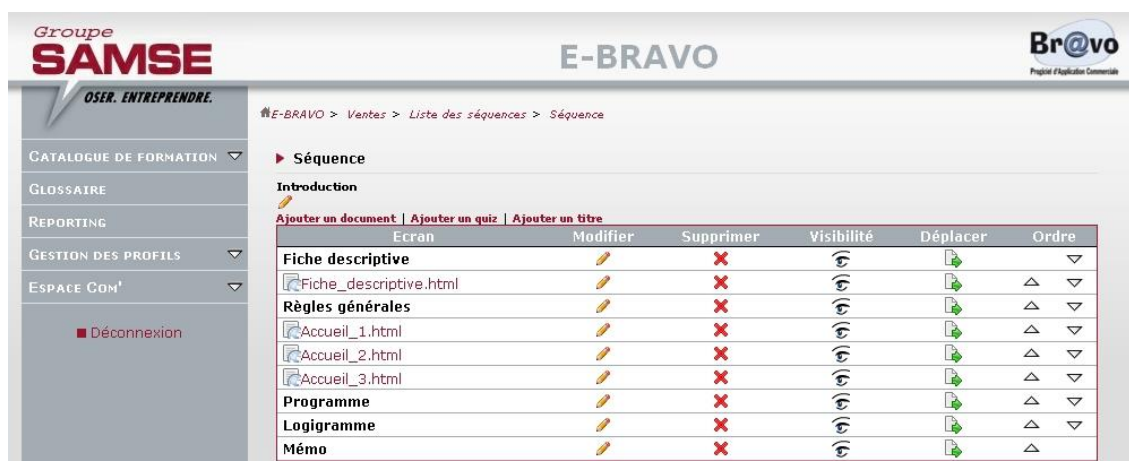 Groupe
SAMSE
OSER. ENTREPRENDRE.
E-BRAVO
Br@vo
Progiciel d'Application Commerciale
E-BRAVO > Ventes > Liste des séquences > Séquence
CATALOGUE DE FORMATION
GLOSSAIRE
REPORTING
GESTION DES PROFILS
ESPACE COM'
Déconnexion
Séquence
Introduction
Ajouter un document | Ajouter un quiz | Ajouter un titre
Ecran Modifier Supprimer Visibilité Déplacer Ordre
Fiche descriptive
Fiche_descriptive.html
Règles générales
Accueil_1.html
Accueil_2.html
Accueil_3.html
Programme
Logigramme
Mémo